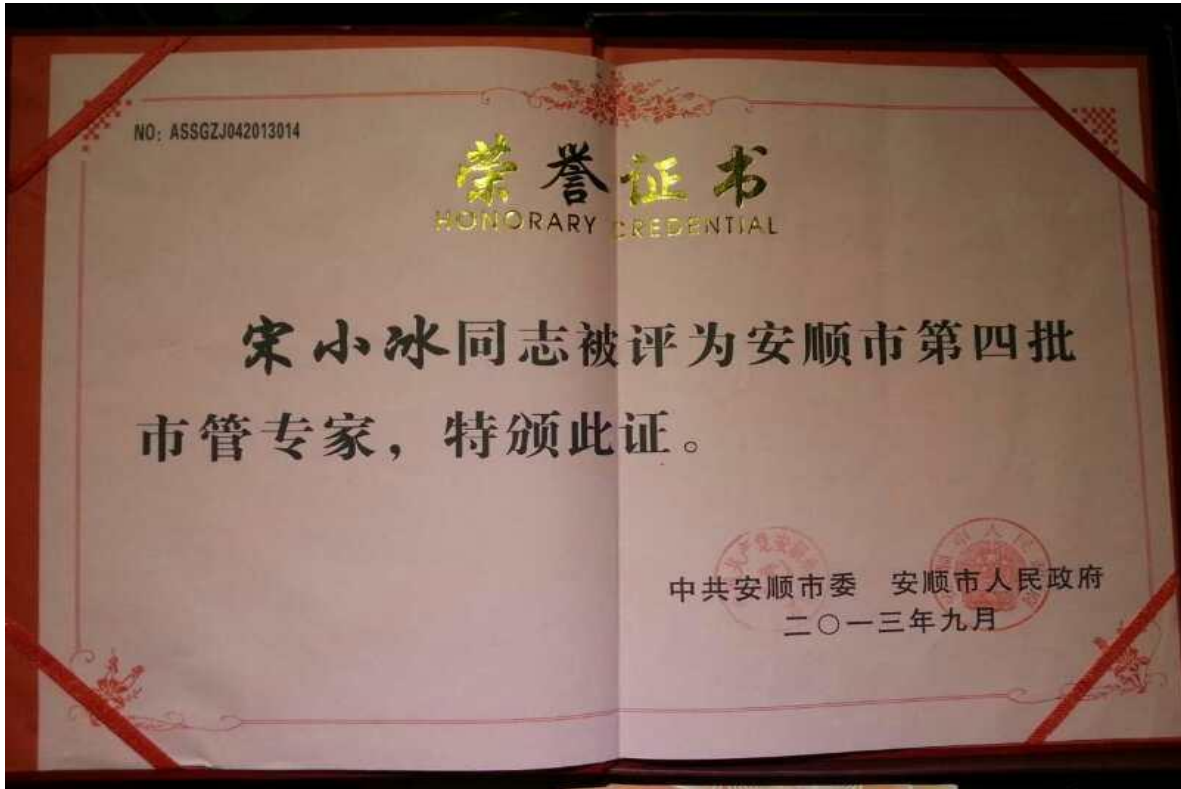 NO: ASSGZJ042013014
荣誉证书
HONORARY CREDENTIAL
宋小冰同志被评为安顺市第四批
市管专家，特颁此证。
中共安顺市委 安顺市人民政府
二〇一三年九月